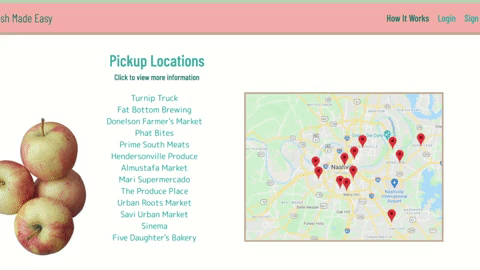 sh Made Easy
How It Works
Login
Sign
Pickup Locations
Click to view more information
Turnip Truck
Fat Bottom Brewing
Donelson Farmer's Market
Phat Bites
Prime South Meats
Hendersonville Produce
Almustafa Market
Mari Supermercado
The Produce Place
Urban Roots Market
Savi Urban Market
Sinema
Five Daughter's Bakery
Nashville
International
Airport